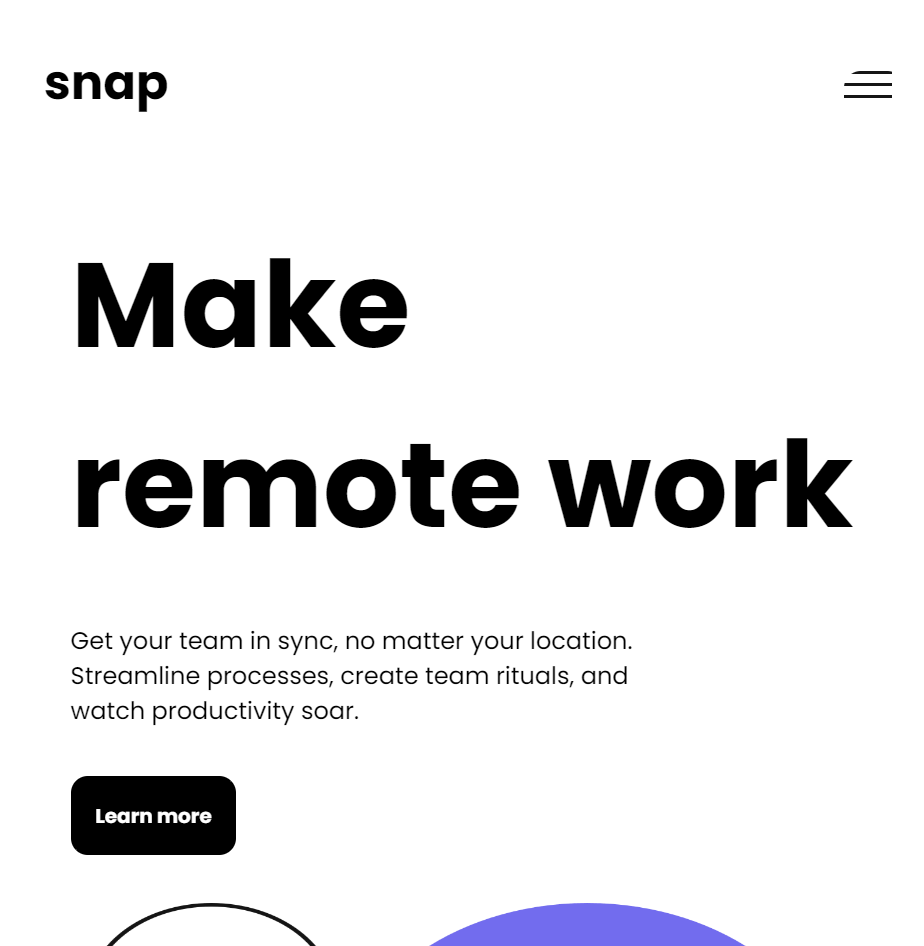 snap
Make
remote work
Get your team in sync, no matter your location.
Streamline processes, create team rituals, and
watch productivity soar.
Learn more